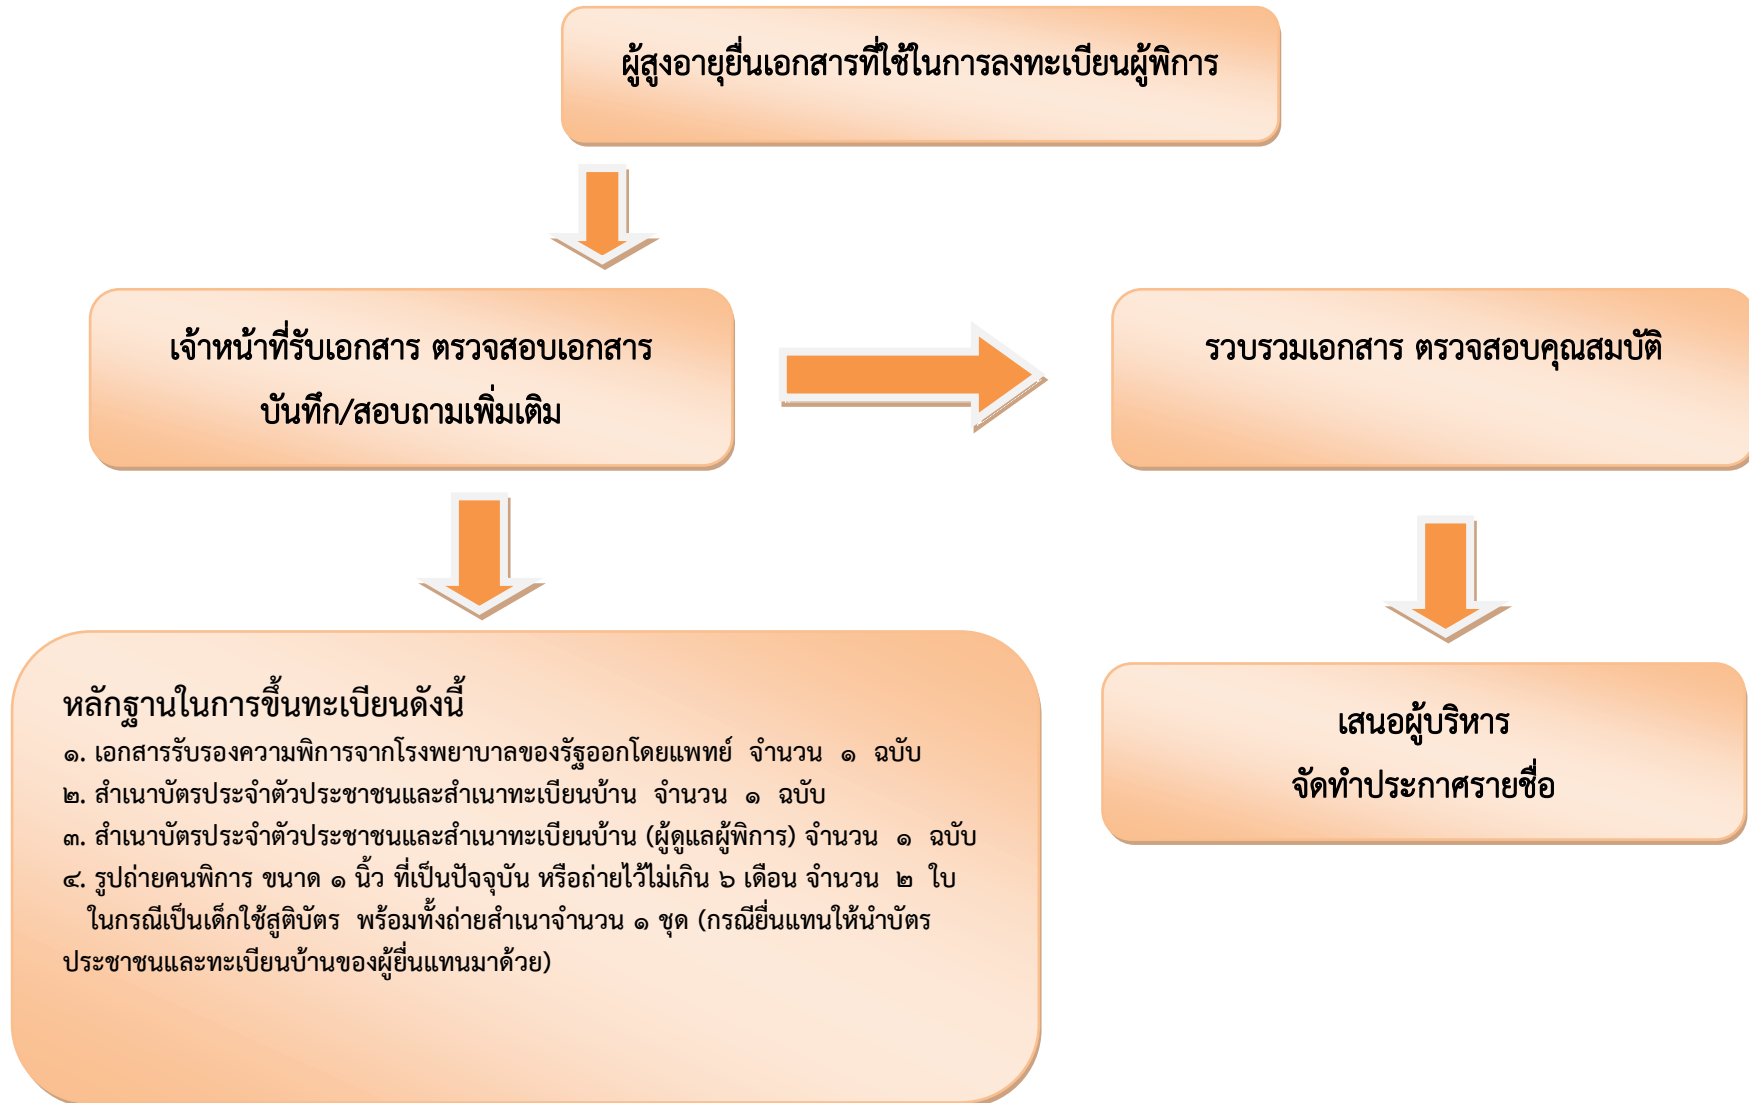 ผู้สูงอายุยื่นเอกสารที่ใช้ในการลงทะเบียนผู้พิการ
เจ้าหน้าที่รับเอกสาร ตรวจสอบเอกสาร
บันทึก/สอบถามเพิ่มเติม
รวบรวมเอกสาร ตรวจสอบคุณสมบัติ
หลักฐานในการขึ้นทะเบียนดังนี้
๑. เอกสารรับรองความพิการจากโรงพยาบาลของรัฐออกโดยแพทย์ จำนวน ๑ ฉบับ
๒. สำเนาบัตรประจำตัวประชาชนและสำเนาทะเบียนบ้าน จำนวน ๑ ฉบับ
๓. สำเนาบัตรประจำตัวประชาชนและสำเนาทะเบียนบ้าน (ผู้ดูแลผู้พิการ) จำนวน ๑ ฉบับ
๔. รูปถ่ายคนพิการ ขนาด ๑ นิ้ว ที่เป็นปัจจุบัน หรือถ่ายไว้ไม่เกิน ๖ เดือน จำนวน ๒ ใบ
ในกรณีเป็นเด็กใช้สูติบัตร พร้อมทั้งถ่ายสำเนาจำนวน ๑ ชุด (กรณียื่นแทนให้นำบัตร
ประชาชนและทะเบียนบ้านของผู้ยื่นแทนมาด้วย)
เสนอผู้บริหาร
จัดทำประกาศรายชื่อ